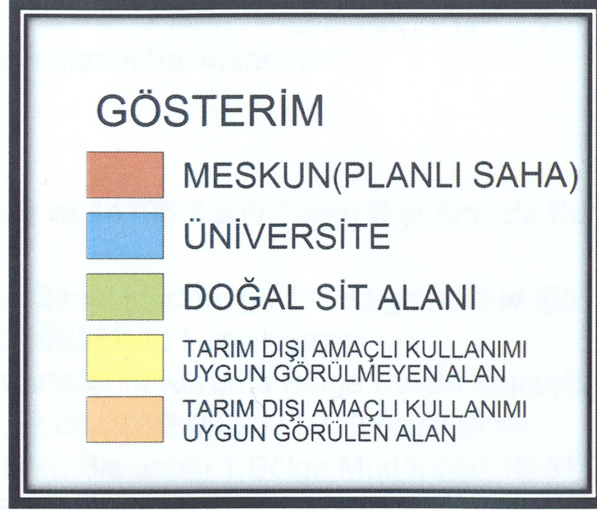 GÖSTERİM
MESKUN(PLANLI SAHA)
ÜNİVERSİTE
DOĞAL SİT ALANI
TARIM DIŞI AMAÇLI KULLANIMI
UYGUN GÖRÜLMEYEN ALAN
TARIM DIŞI AMAÇLI KULLANIMI
UYGUN GÖRÜLEN ALAN